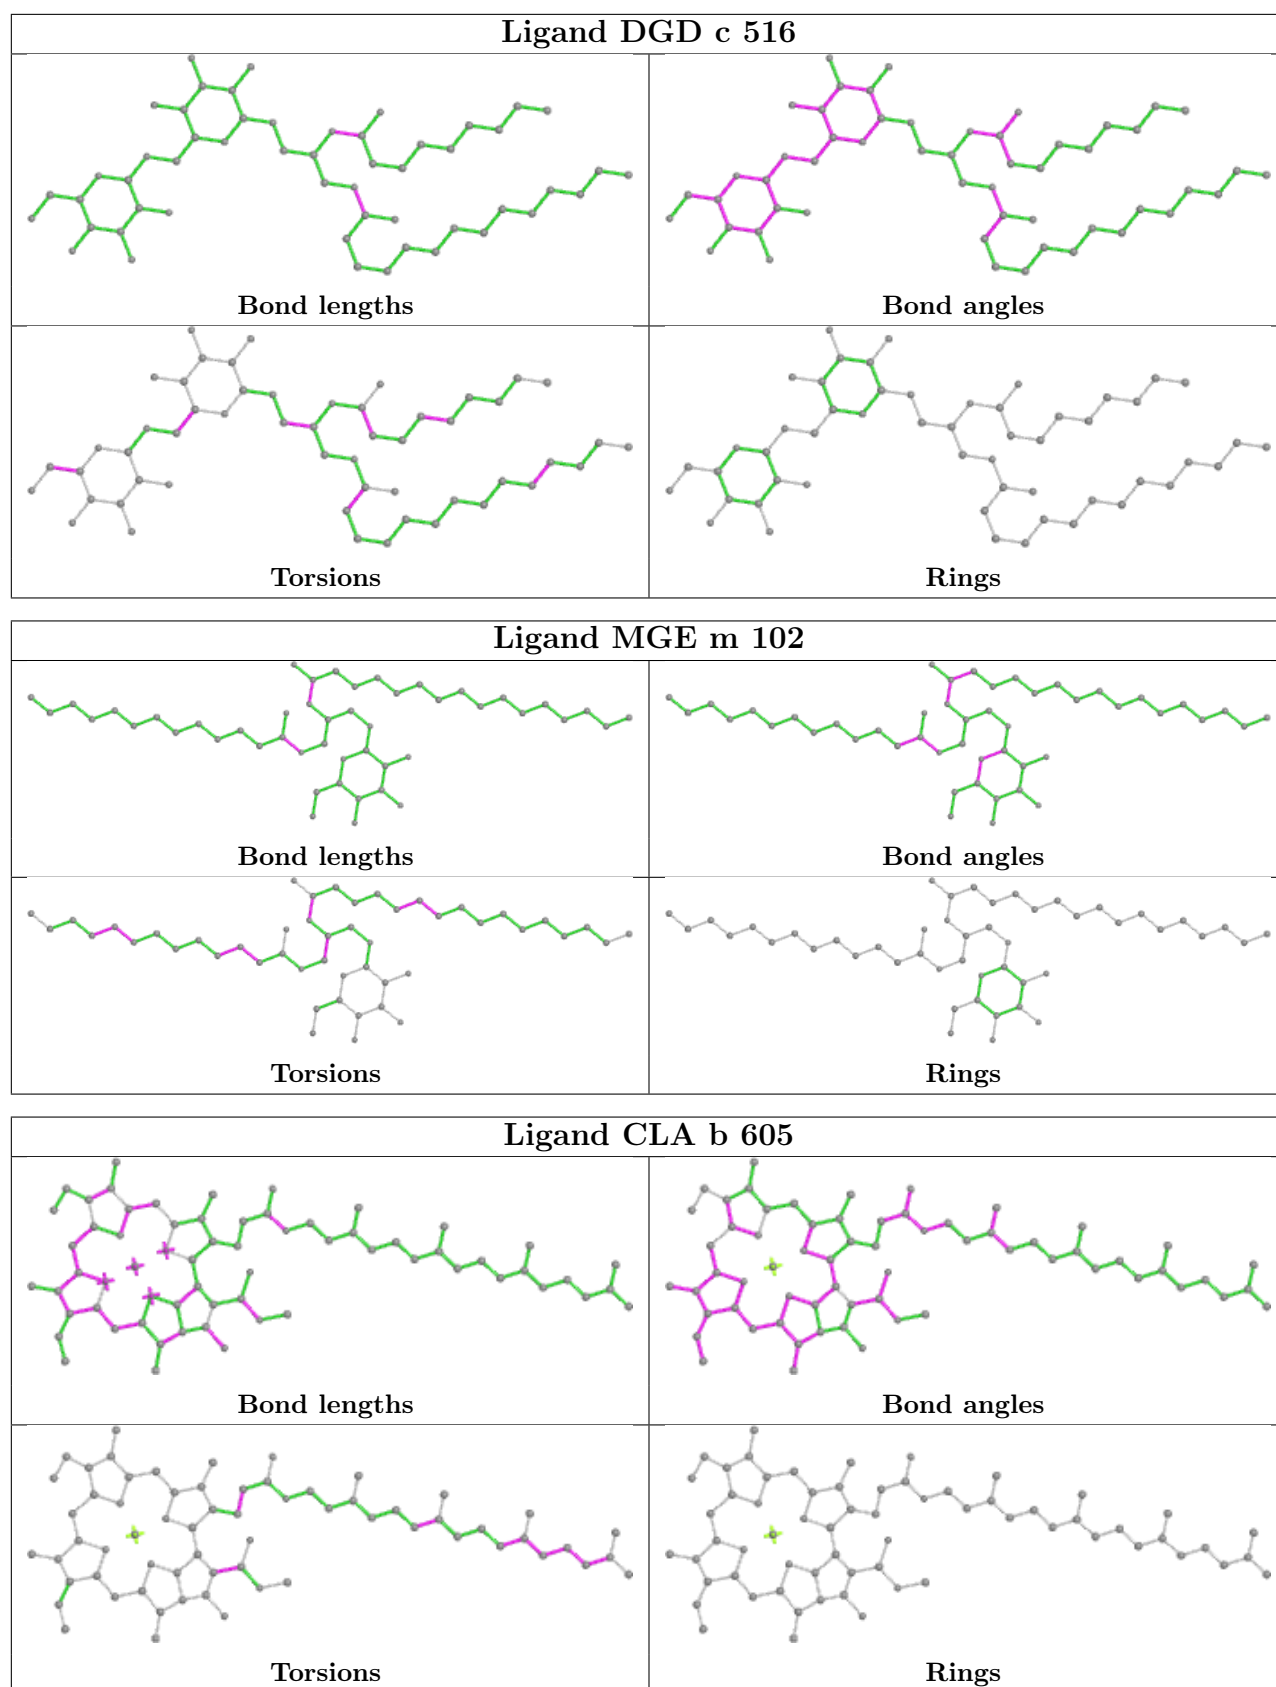 Ligand DGD c 516
Bond lengths
Bond angles
Torsions
Rings
Ligand MGE m 102
Bond lengths
Bond angles
Torsions
Rings
Ligand CLA b 605
Bond lengths
Bond angles
Torsions
Rings